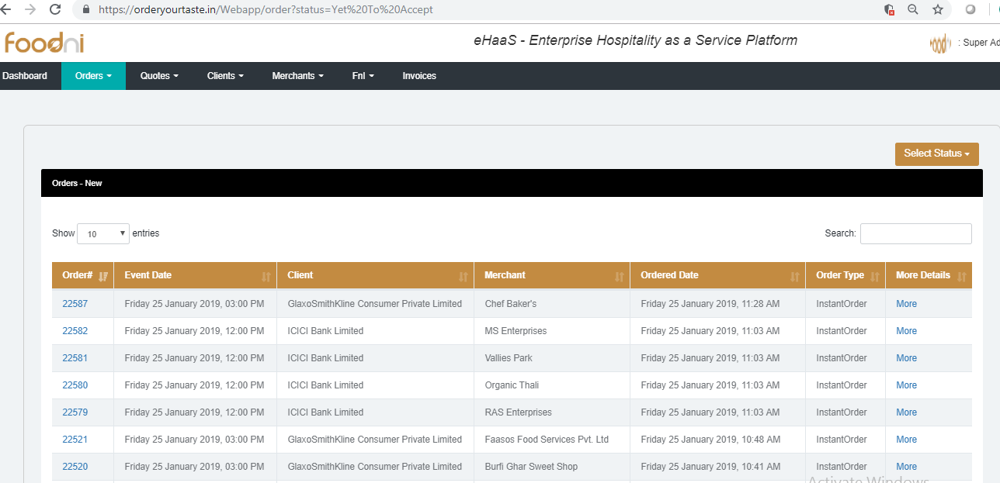 https://orderyourtaste.in/Webapp/order?status=Yet%20To%20Accept
foodni
eHaaS - Enterprise Hospitality as a Service Platform
: Super Ad
Dashboard Orders Quotes Clients Merchants FnI Invoices
Select Status
Orders - New
Show 10 entries Search:
Order# Event Date Client Merchant Ordered Date Order Type More Details
22587 Friday 25 January 2019, 03:00 PM GlaxoSmithKline Consumer Private Limited Chef Baker's Friday 25 January 2019, 11:28 AM InstantOrder More
22582 Friday 25 January 2019, 12:00 PM ICICI Bank Limited MS Enterprises Friday 25 January 2019, 11:03 AM InstantOrder More
22581 Friday 25 January 2019, 12:00 PM ICICI Bank Limited Vallies Park Friday 25 January 2019, 11:03 AM InstantOrder More
22580 Friday 25 January 2019, 12:00 PM ICICI Bank Limited Organic Thali Friday 25 January 2019, 11:03 AM InstantOrder More
22579 Friday 25 January 2019, 12:00 PM ICICI Bank Limited RAS Enterprises Friday 25 January 2019, 11:03 AM InstantOrder More
22521 Friday 25 January 2019, 03:00 PM GlaxoSmithKline Consumer Private Limited Faasos Food Services Pvt. Ltd Friday 25 January 2019, 10:48 AM InstantOrder More
22520 Friday 25 January 2019, 03:00 PM GlaxoSmithKline Consumer Private Limited Burfi Ghar Sweet Shop Friday 25 January 2019, 10:41 AM InstantOrder More
Activate Windows